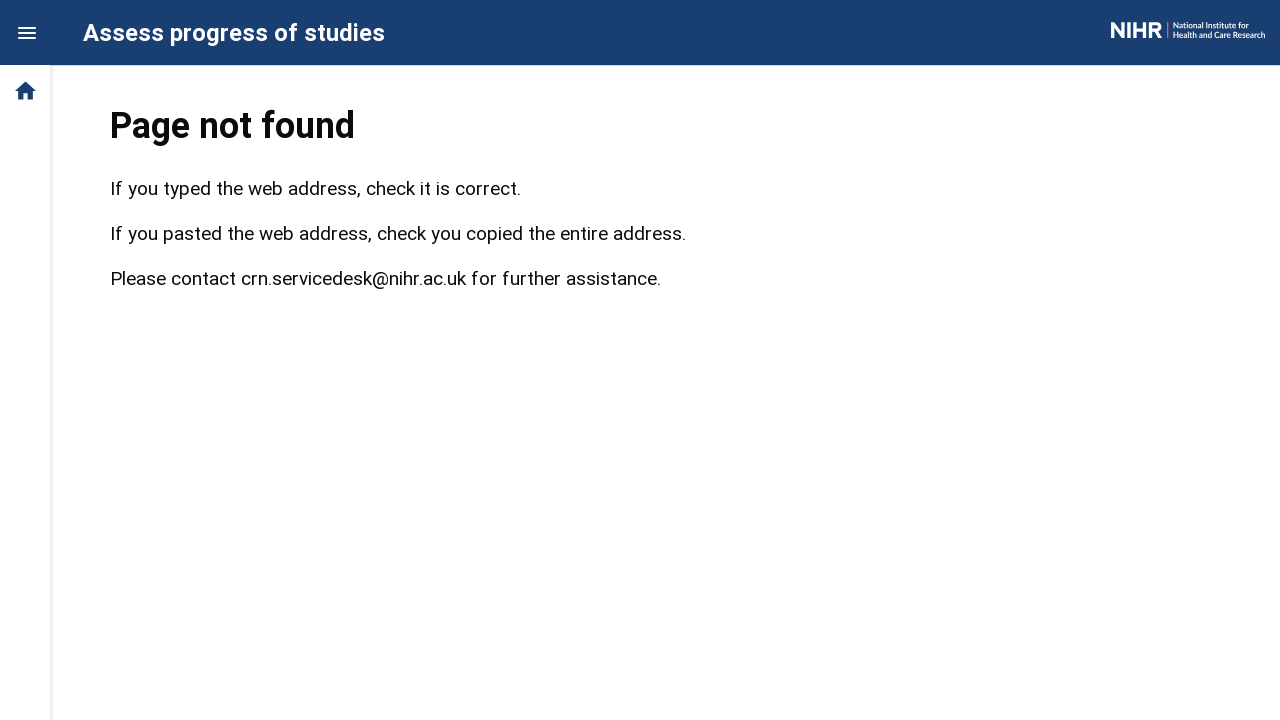 Assess progress of studies
NIHR | National Institute for
Health and Care Research
Page not found
If you typed the web address, check it is correct.
If you pasted the web address, check you copied the entire address.
Please contact crn.servicedesk@nihr.ac.uk for further assistance.